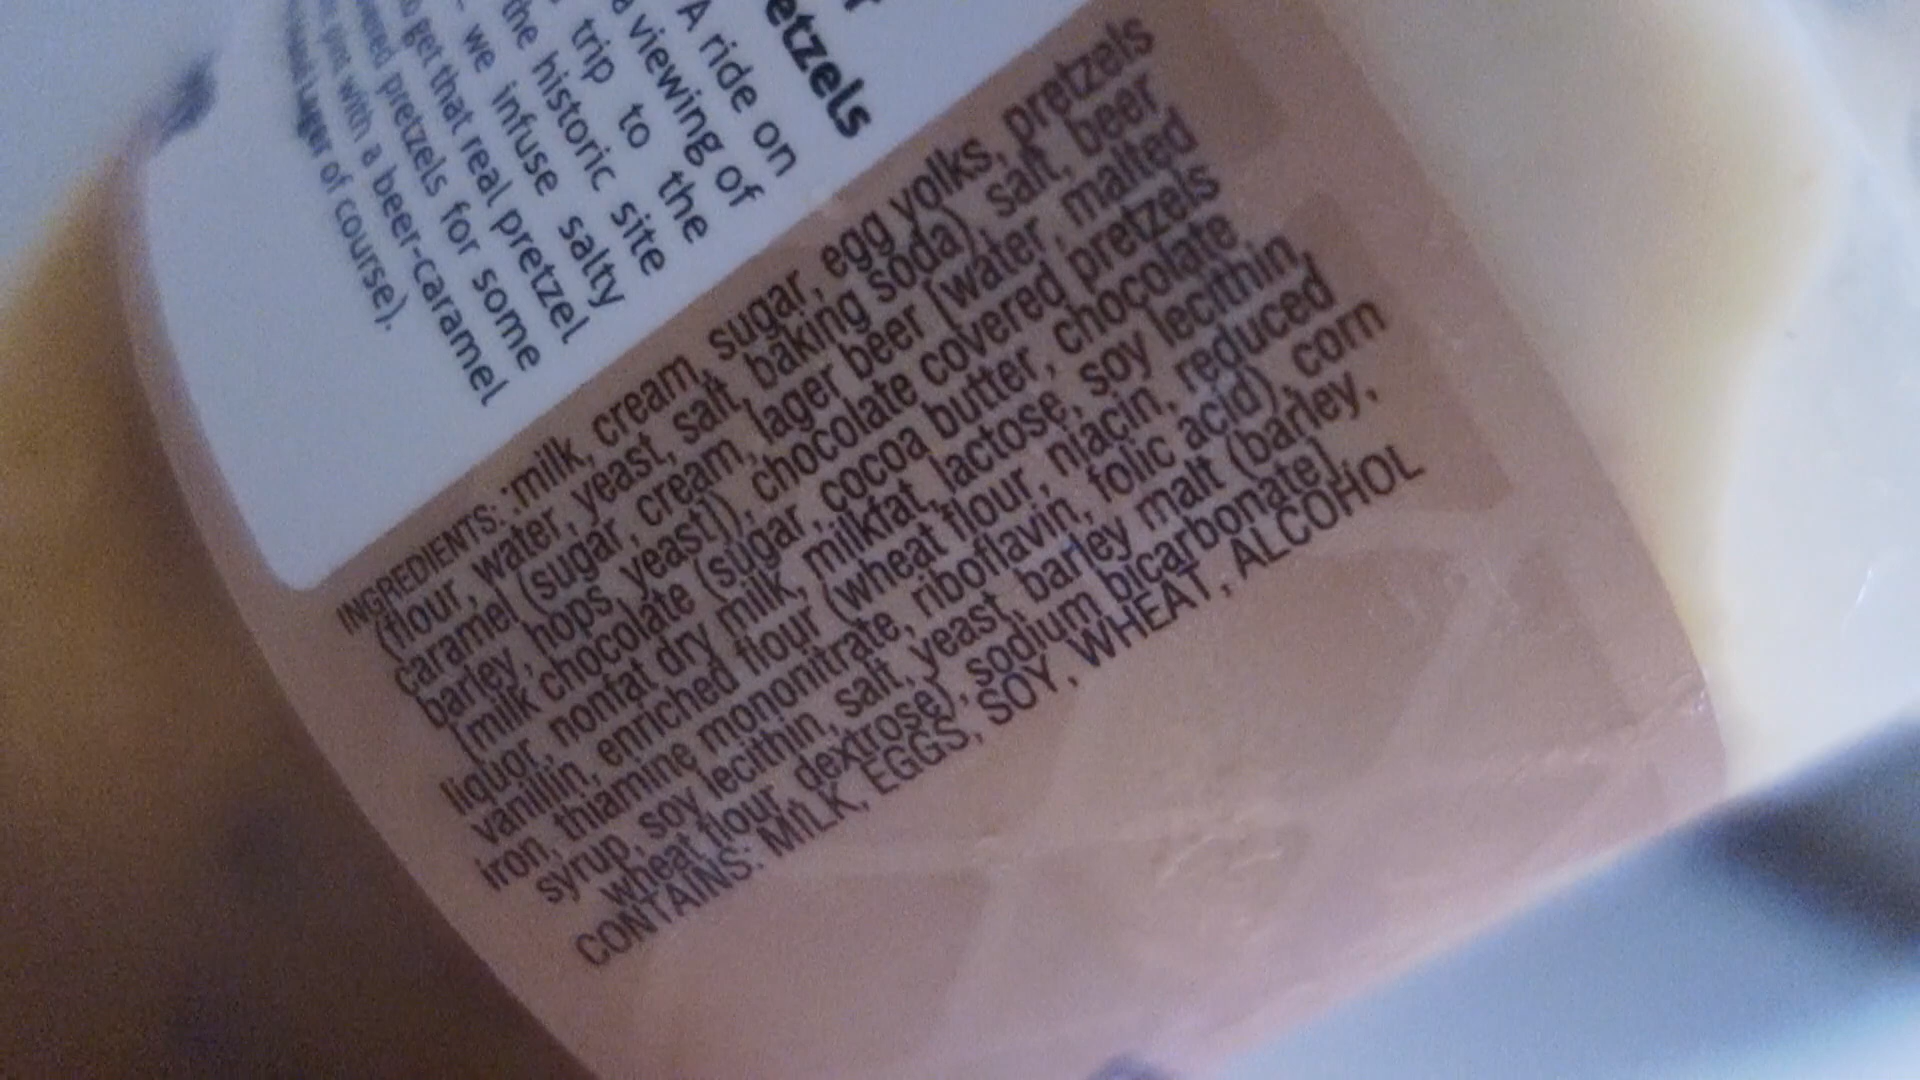 etzels
A ride on
viewing of
trip to the
the historic site
we infuse salty
get that real pretzel
pretzels for some
with a beer-caramel
Lager of course).
INGREDIENTS: :milk, cream, sugar, egg yolks, pretzels
(flour, water, yeast, salt, baking soda), salt, beer
caramel (sugar, cream, lager beer [water, malted
barley, hops yeast]), chocolate covered pretzels
(milk chocolate (sugar, cocoa butter, chocolate
liquor, nonfat dry milk, milkfat, lactose, soy lecithin,
vanillin, enriched flour (wheat flour, niacin, reduced
iron, thiamine mononitrate, riboflavin, folic acid), corn
syrup, soy lecithin, salt, yeast, barley malt (barley,
wheat flour, dextrose), sodium bicarbonate)
CONTAINS: MILK, EGGS, SOY, WHEAT, ALCOHOL